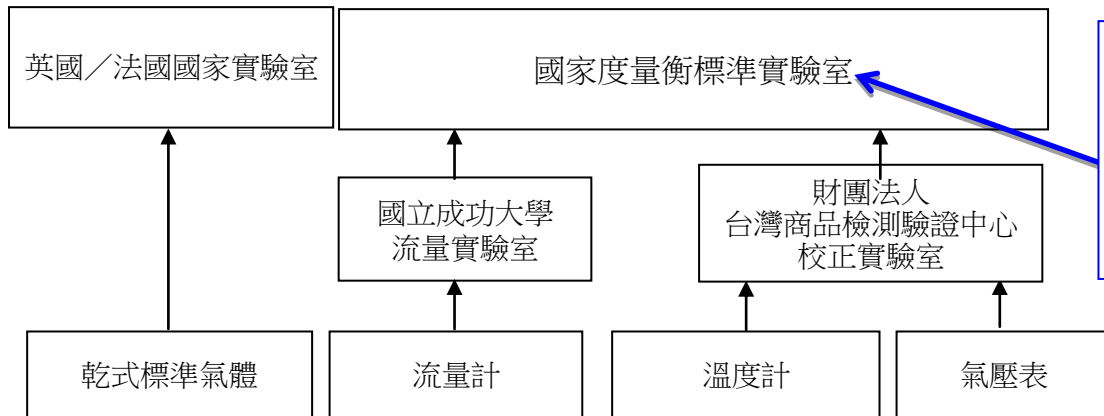 英國／法國國家實驗室
國家度量衡標準實驗室
國立成功大學
流量實驗室
財團法人
台灣商品檢測驗證中心
校正實驗室
乾式標準氣體
流量計
溫度計
氣壓表